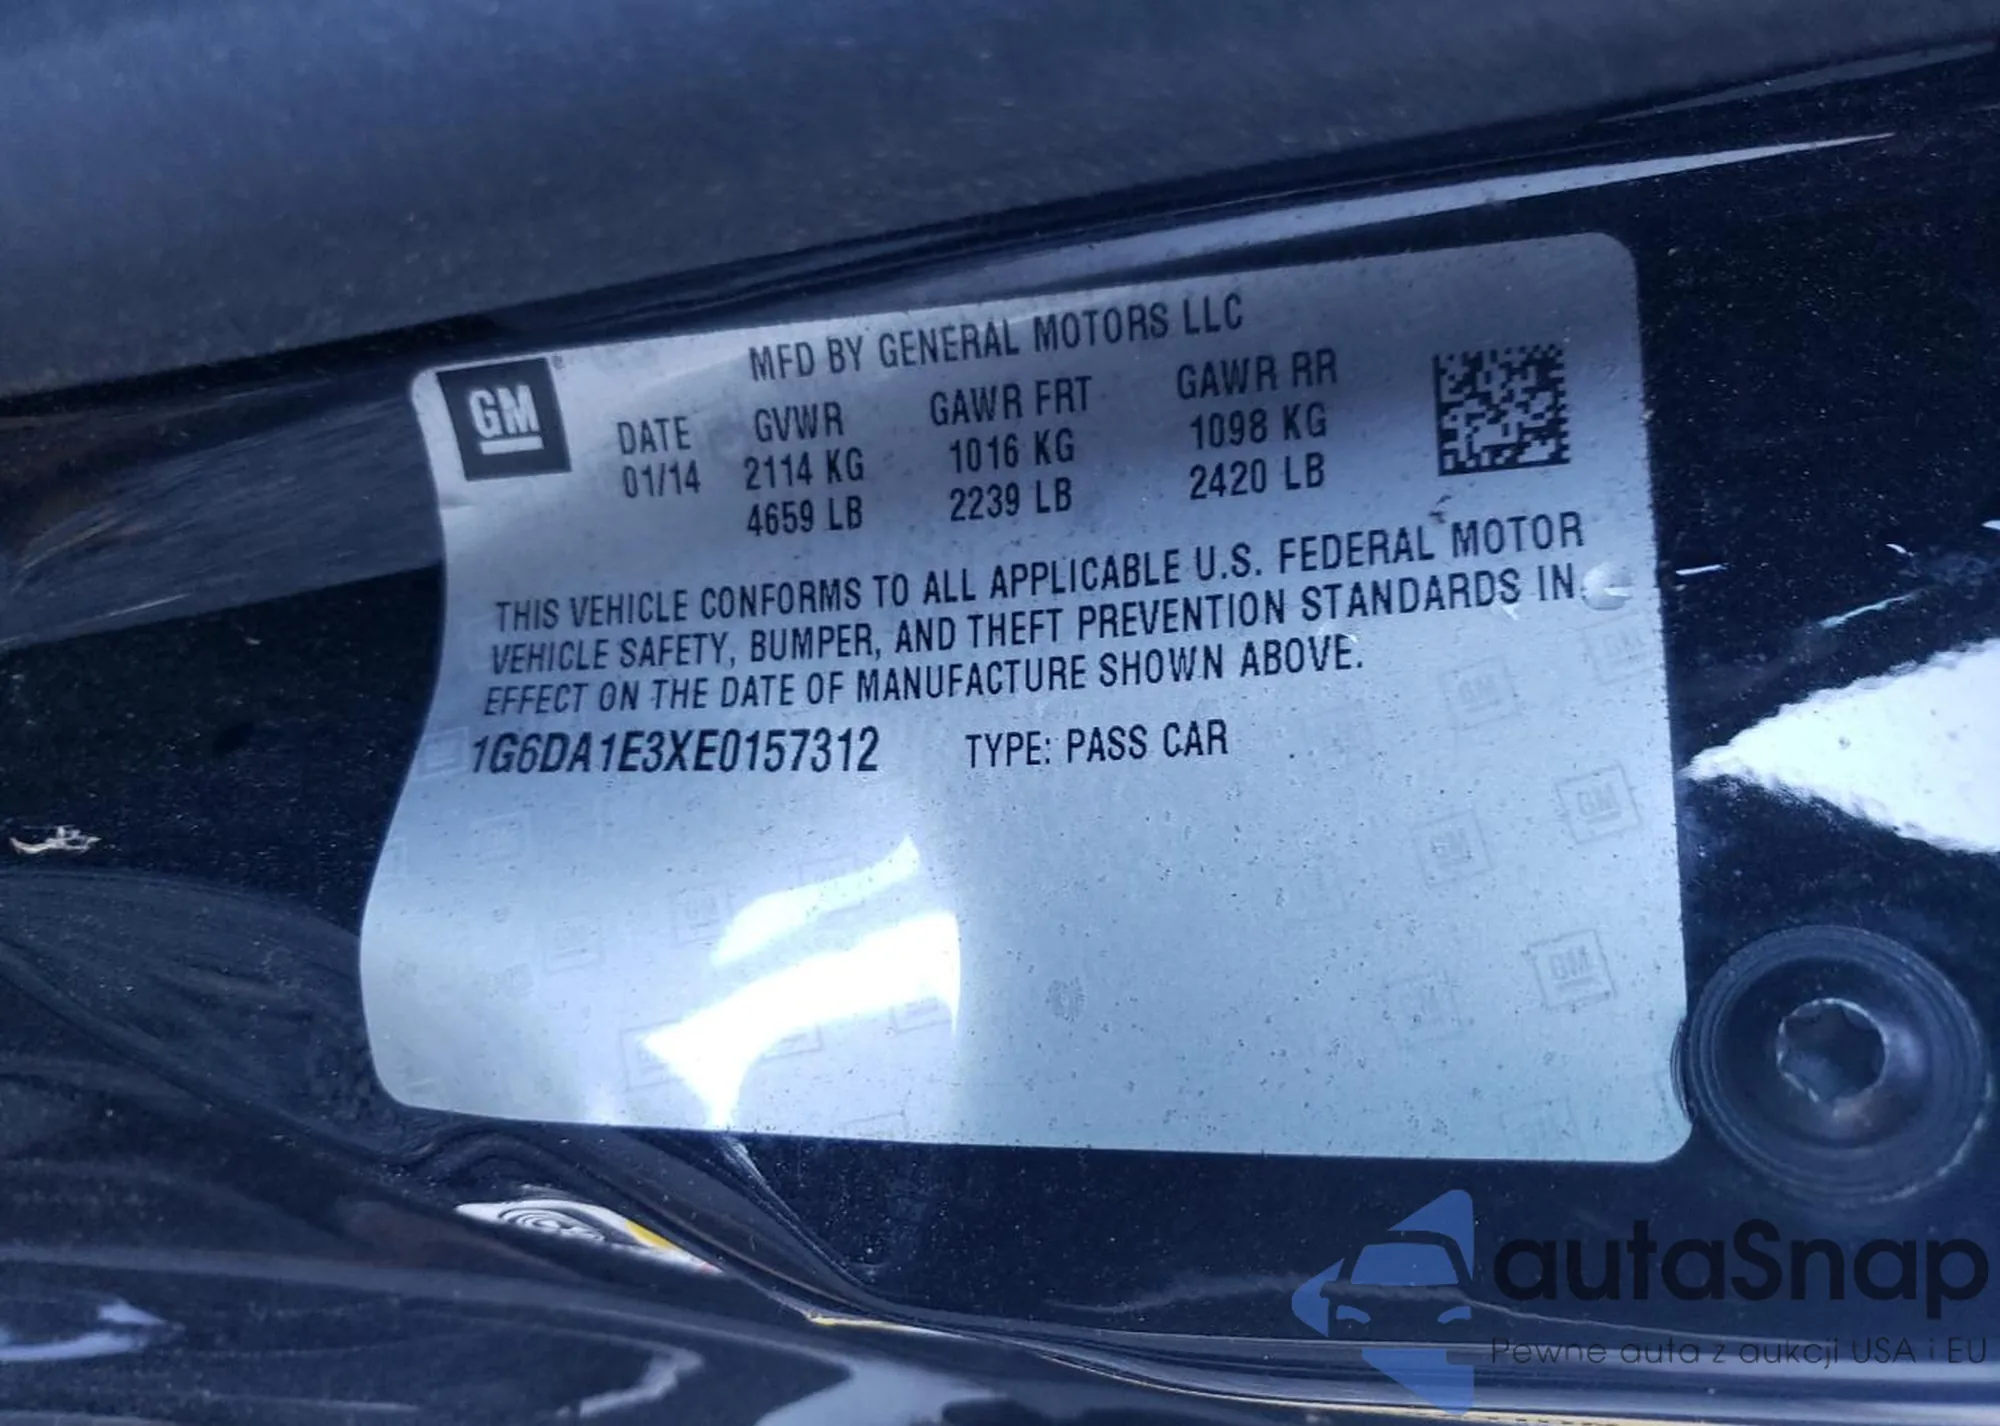 MFD BY GENERAL MOTORS LLC
GM
DATE GVWR GAWR FRT GAWR RR
01/14 2114 KG 1016 KG 1098 KG
4659 LB 2239 LB 2420 LB
THIS VEHICLE CONFORMS TO ALL APPLICABLE U.S. FEDERAL MOTOR
VEHICLE SAFETY, BUMPER, AND THEFT PREVENTION STANDARDS IN
EFFECT ON THE DATE OF MANUFACTURE SHOWN ABOVE.
1G6DA1E3XE0157312 TYPE: PASS CAR
autaSnap
Pewne auta z aukcji USA i EU